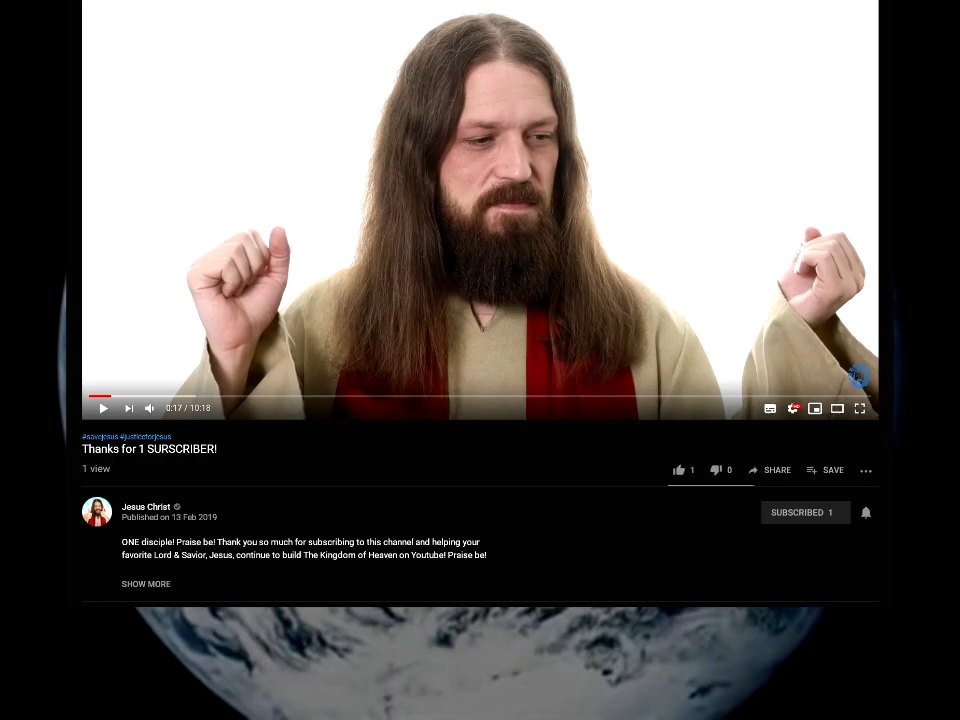 0:17 / 10:18
#savejesus #justiceforjesus
Thanks for 1 SURSCRIBER!
1 view
1 0 SHARE SAVE
Jesus Christ
Published on 13 Feb 2019
SUBSCRIBED 1
ONE disciple! Praise be! Thank you so much for subscribing to this channel and helping your
favorite Lord & Savior, Jesus, continue to build The Kingdom of Heaven on Youtube! Praise be!
SHOW MORE